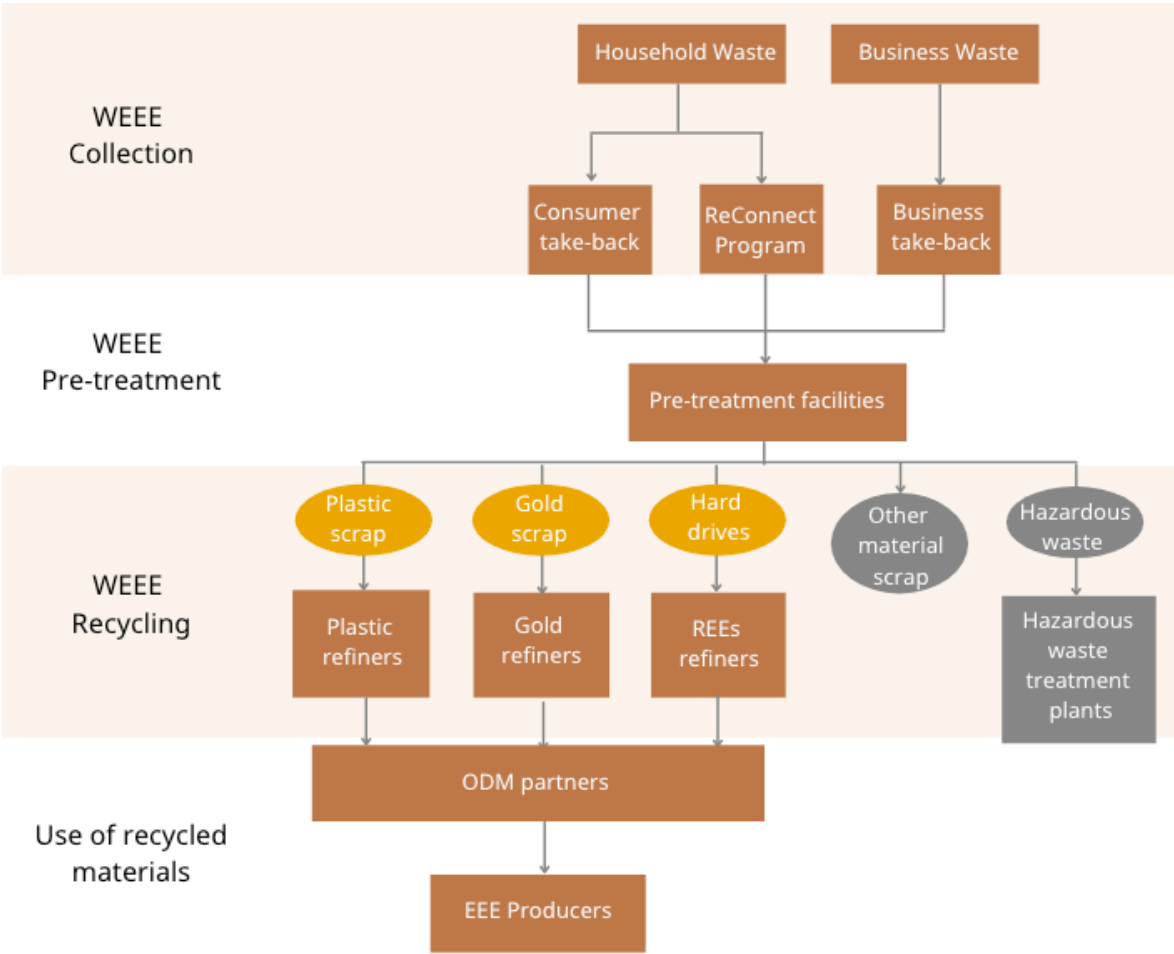 Household Waste
Business Waste
WEEE
Collection
Consumer
take-back
ReConnect
Program
Business
take-back
WEEE
Pre-treatment
Pre-treatment facilities
Plastic
scrap
Gold
scrap
Hard
drives
Other
material
scrap
Hazardous
waste
WEEE
Recycling
Plastic
refiners
Gold
refiners
REEs
refiners
Hazardous
waste
treatment
plants
ODM partners
Use of recycled
materials
EEE Producers